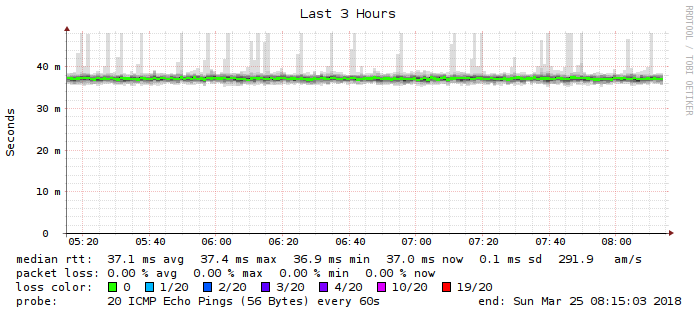 Last 3 Hours
RRDTOOL / TOBI OETIKER
Seconds
40 m
30 m
20 m
10 m
0
05:20 05:40 06:00 06:20 06:40 07:00 07:20 07:40 08:00
median rtt: 37.1 ms avg 37.4 ms max 36.9 ms min 37.0 ms now 0.1 ms sd 291.9 am/s
packet loss: 0.00 % avg 0.00 % max 0.00 % min 0.00 % now
loss color: 0 1/20 2/20 3/20 4/20 10/20 19/20
probe: 20 ICMP Echo Pings (56 Bytes) every 60s end: Sun Mar 25 08:15:03 2018